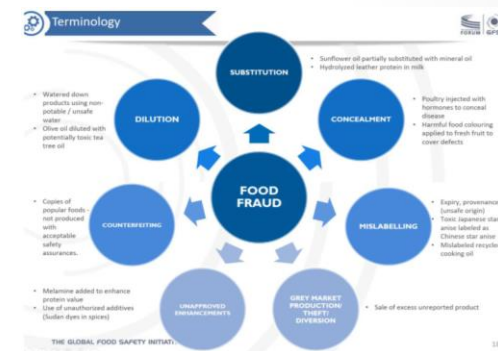 Terminology
FORUM
SUBSTITUTION
• Sunflower oil partially substituted with mineral oil
• Hydrolyzed leather protein in milk
CONCEALMENT
• Poultry injected with
hormones to conceal
disease
• Harmful food colouring
applied to fresh fruit to
cover defects
MISLABELLING
• Expiry, provenance
(unsafe origin)
• Toxic Japanese star
anise labeled as
Chinese star anise
• Mislabeled recycled
cooking oil
GREY MARKET
PRODUCTION/
THEFT/
DIVERSION
• Sale of excess unreported product
UNAPPROVED
ENHANCEMENTS
• Melamine added to enhance
protein value
• Use of unauthorized additives
(Sudan dyes in spices)
COUNTERFEITING
• Copies of
popular foods -
not produced
with
acceptable
safety
assurances.
DILUTION
• Watered down
products using non-
potable / unsafe
water
• Olive oil diluted with
potentially toxic tea
tree oil
FOOD
FRAUD
THE GLOBAL FOOD SAFETY